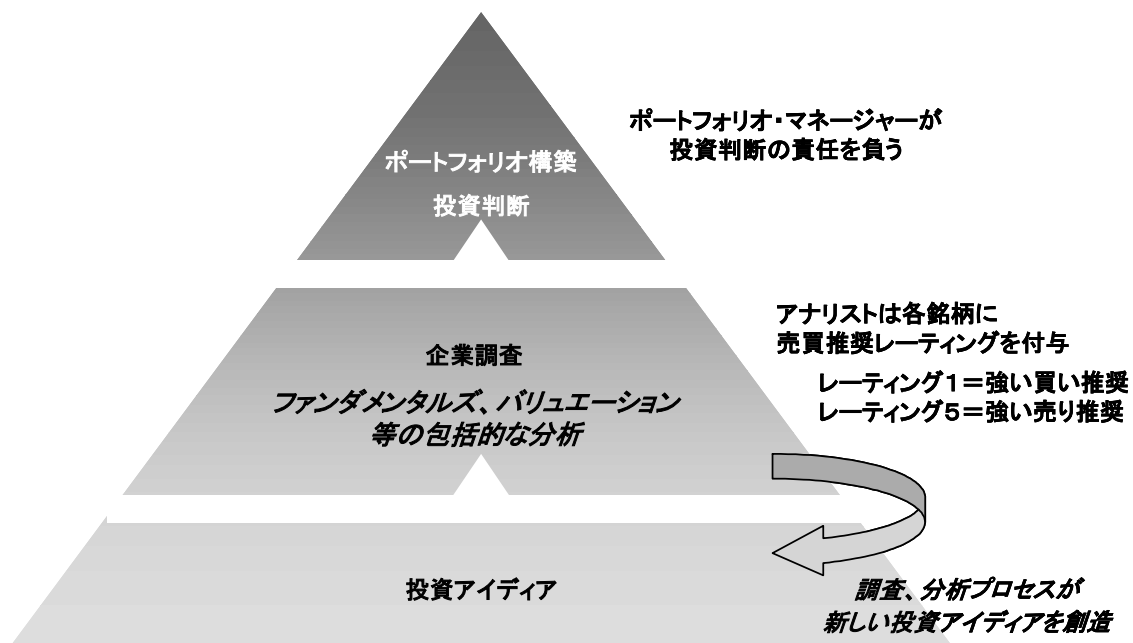 ポートフォリオ・マネージャーが
投資判断の責任を負う
ポートフォリオ構築
投資判断
アナリストは各銘柄に
売買推奨レーティングを付与
レーティング1=強い買い推奨
レーティング5=強い売り推奨
企業調査
ファンダメンタルズ、バリュエーション
等の包括的な分析
投資アイディア
調査、分析プロセスが
新しい投資アイディアを創造